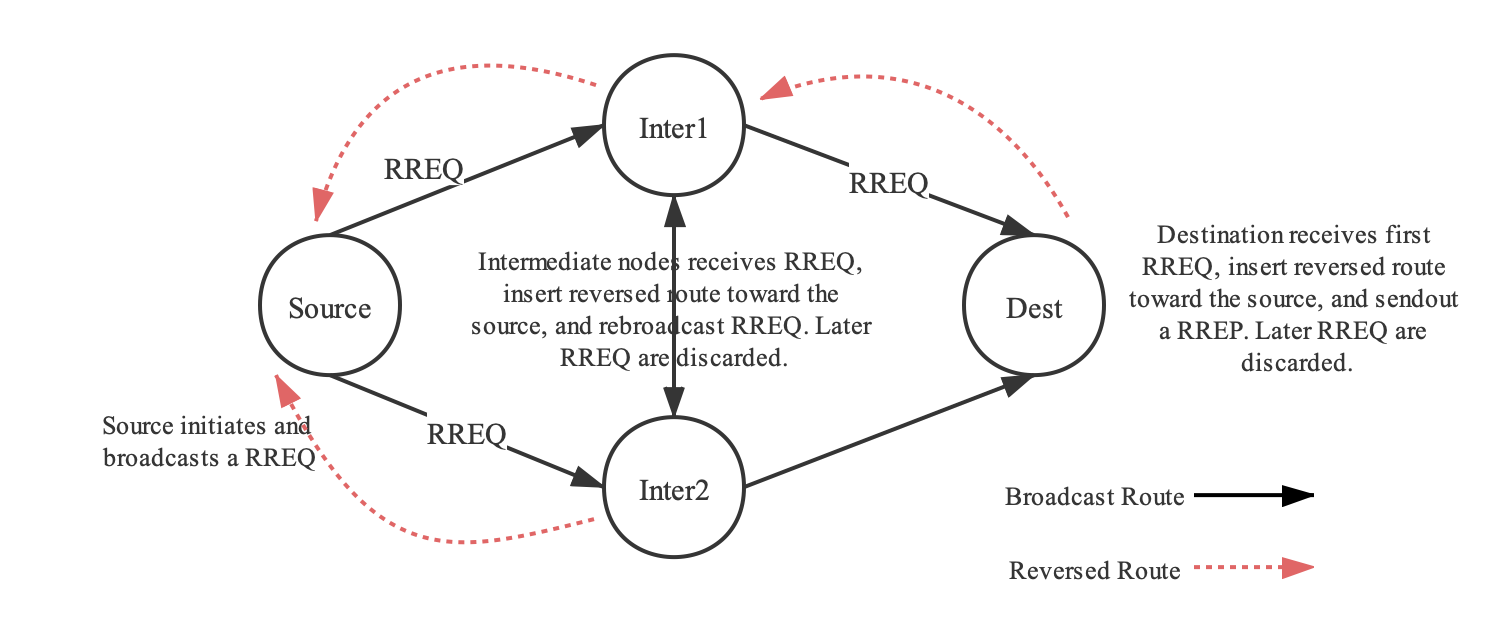 Inter1
RREQ
RREQ
Intermediate nodes receives RREQ,
insert reversed route toward the
source, and rebroadcast RREQ. Later
RREQ are discarded.
Source
Dest
Destination receives first
RREQ, insert reversed route
toward the source, and sendout
a RREP. Later RREQ are
discarded.
Source initiates and
broadcasts a RREQ
RREQ
Inter2
Broadcast Route
Reversed Route